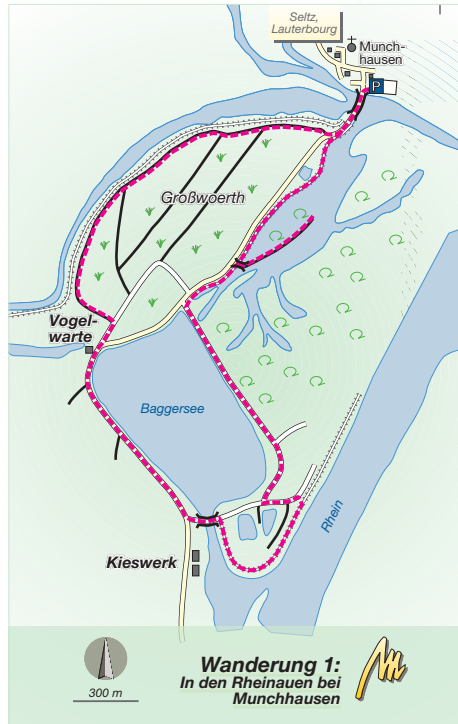 Seltz,
Lauterbourg
Munch-
hausen
P
Großwoerth
Vogel-
warte
Baggersee
Rhein
Kieswerk
300 m
Wanderung 1:
In den Rheinauen bei
Munchhausen